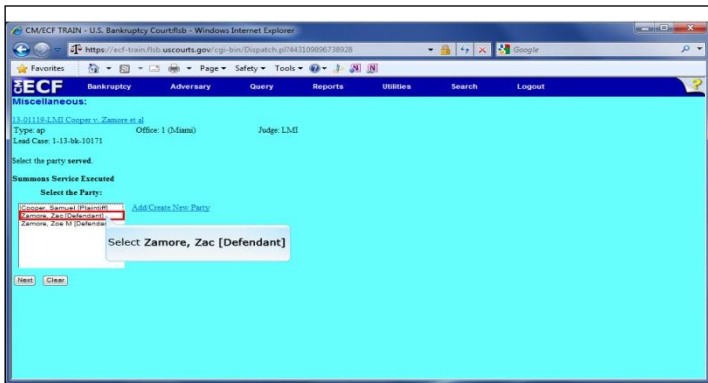 CM/ECF TRAIN - U.S. Bankruptcy Court:flsb - Windows Internet Explorer
https://ecf-train.flsb.uscourts.gov/cgi-bin/Dispatch.pl?443109896738928
Google
Favorites Page Safety Tools
ECF Bankruptcy Adversary Query Reports Utilities Search Logout ?
Miscellaneous:
13-01119-LMI Cooper v. Zamore et al
Type: ap Office: 1 (Miami) Judge: LMI
Lead Case: 1-13-bk-10171
Select the party served.
Summons Service Executed
Select the Party:
Cooper, Samuel [Plaintiff] Add/Create New Party
Zamore, Zac [Defendant]
Zamore, Zoe M [Defendan
Select Zamore, Zac [Defendant]
Next Clear